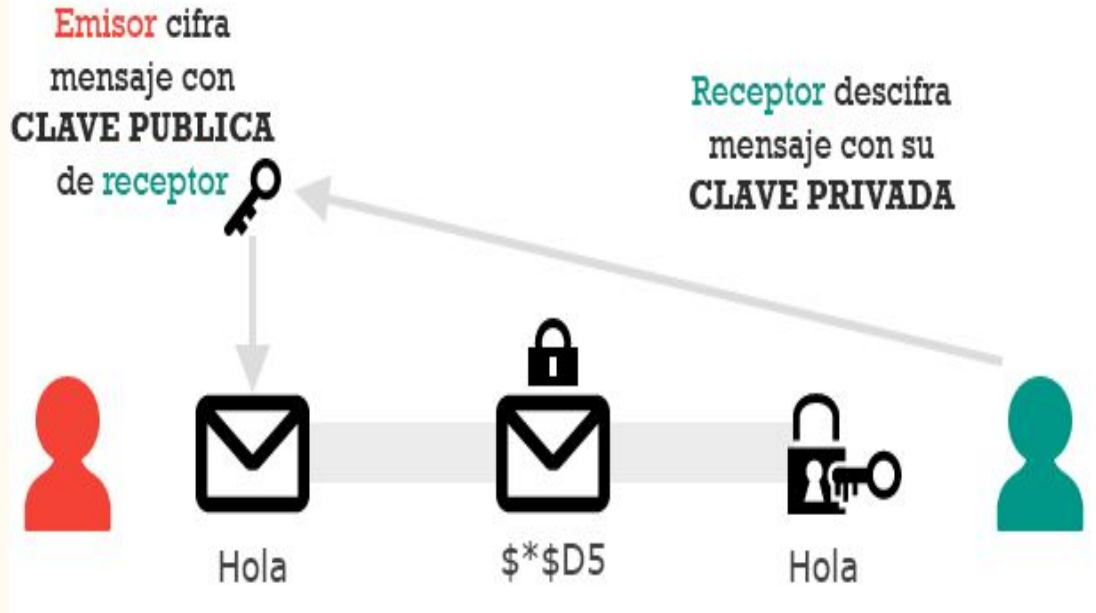 Emisor cifra
mensaje con
CLAVE PUBLICA
de receptor
Receptor descifra
mensaje con su
CLAVE PRIVADA
Hola
$*$D5
Hola